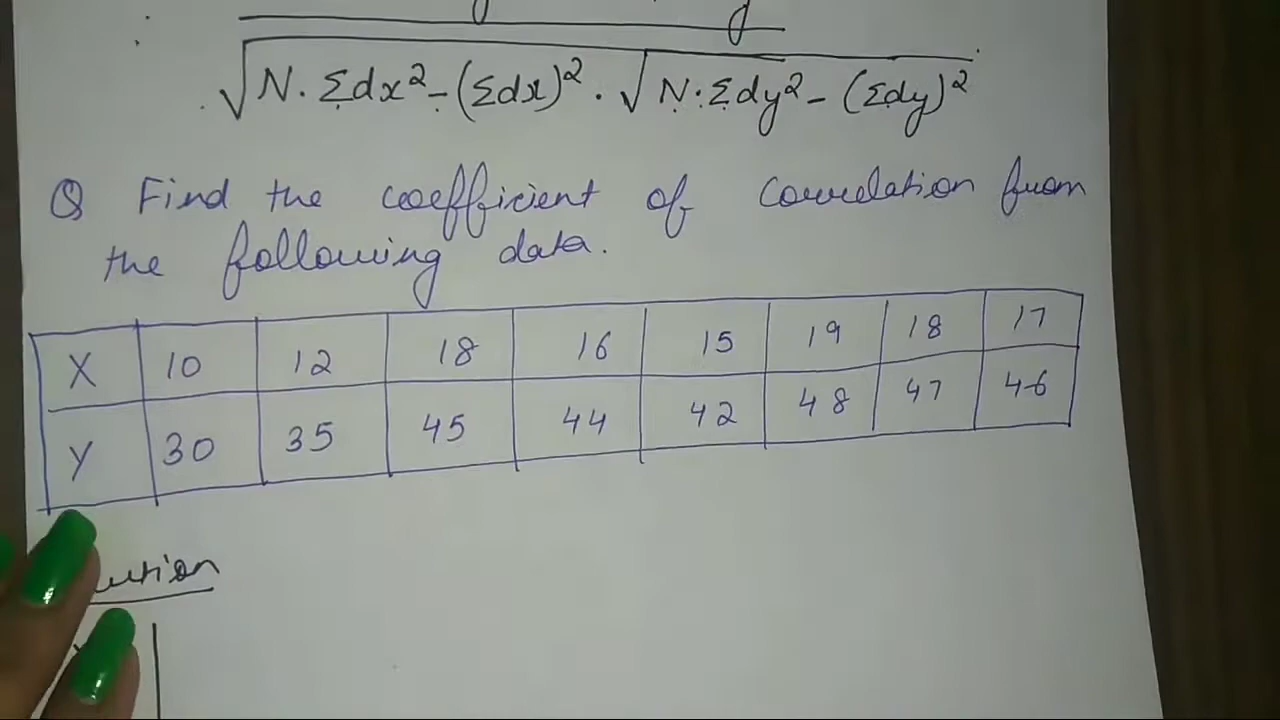 √N. Σdx² - (Σdx)² . √N. Σdy² - (Σdy)²
Q Find the coefficient of correlation from
the following data.
X 10 12 18 16 15 19 18 17
Y 30 35 45 44 42 48 47 46